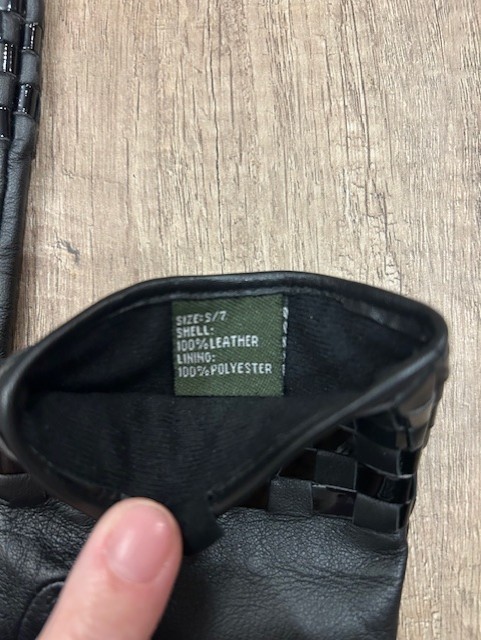 SIZE:S/7
SHELL:
100%LEATHER
LINING:
100%POLYESTER